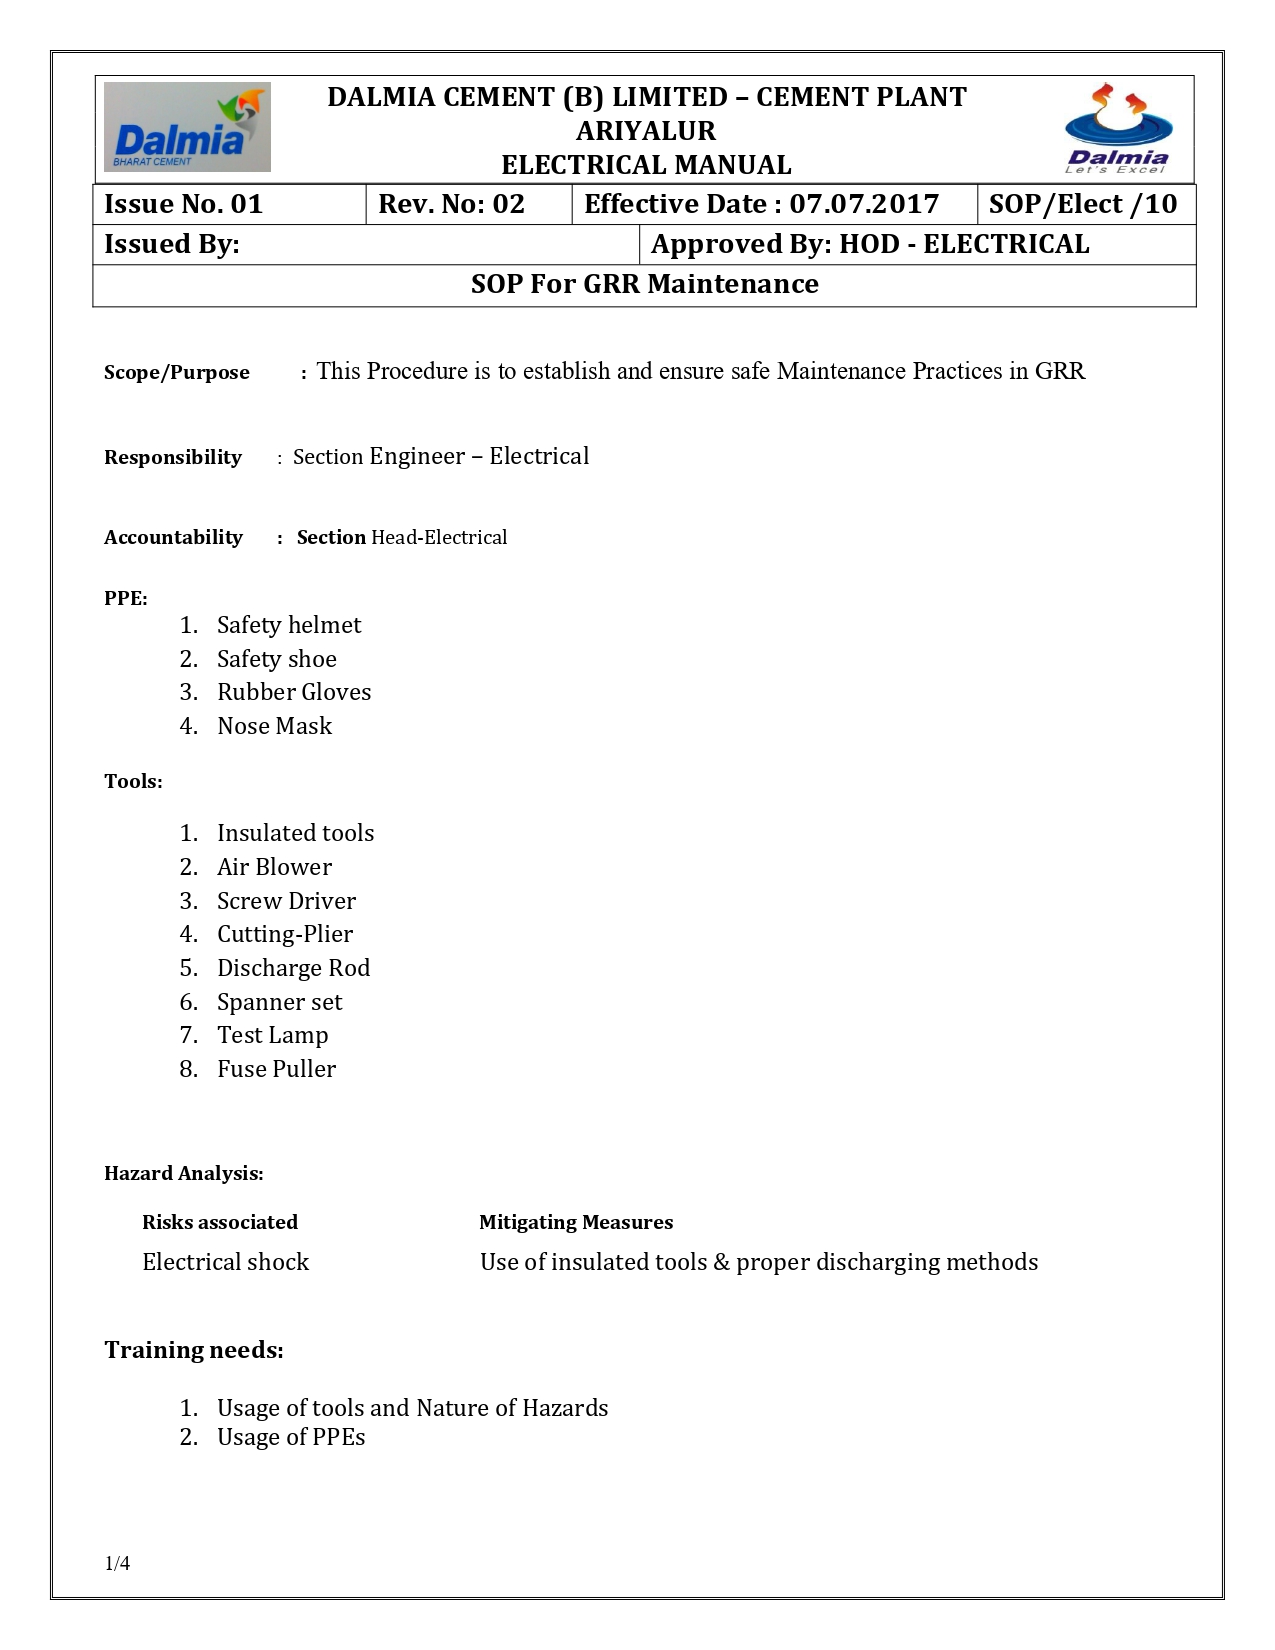 Dalmia
BHARAT CEMENT
DALMIA CEMENT (B) LIMITED – CEMENT PLANT
ARIYALUR
ELECTRICAL MANUAL
Dalmia
Let's Excel
Issue No. 01 Rev. No: 02 Effective Date : 07.07.2017 SOP/Elect /10
Issued By: Approved By: HOD - ELECTRICAL
SOP For GRR Maintenance
Scope/Purpose : This Procedure is to establish and ensure safe Maintenance Practices in GRR
Responsibility : Section Engineer – Electrical
Accountability : Section Head-Electrical
PPE:
1. Safety helmet
2. Safety shoe
3. Rubber Gloves
4. Nose Mask
Tools:
1. Insulated tools
2. Air Blower
3. Screw Driver
4. Cutting-Plier
5. Discharge Rod
6. Spanner set
7. Test Lamp
8. Fuse Puller
Hazard Analysis:
Risks associated Mitigating Measures
Electrical shock Use of insulated tools & proper discharging methods
Training needs:
1. Usage of tools and Nature of Hazards
2. Usage of PPEs
1/4